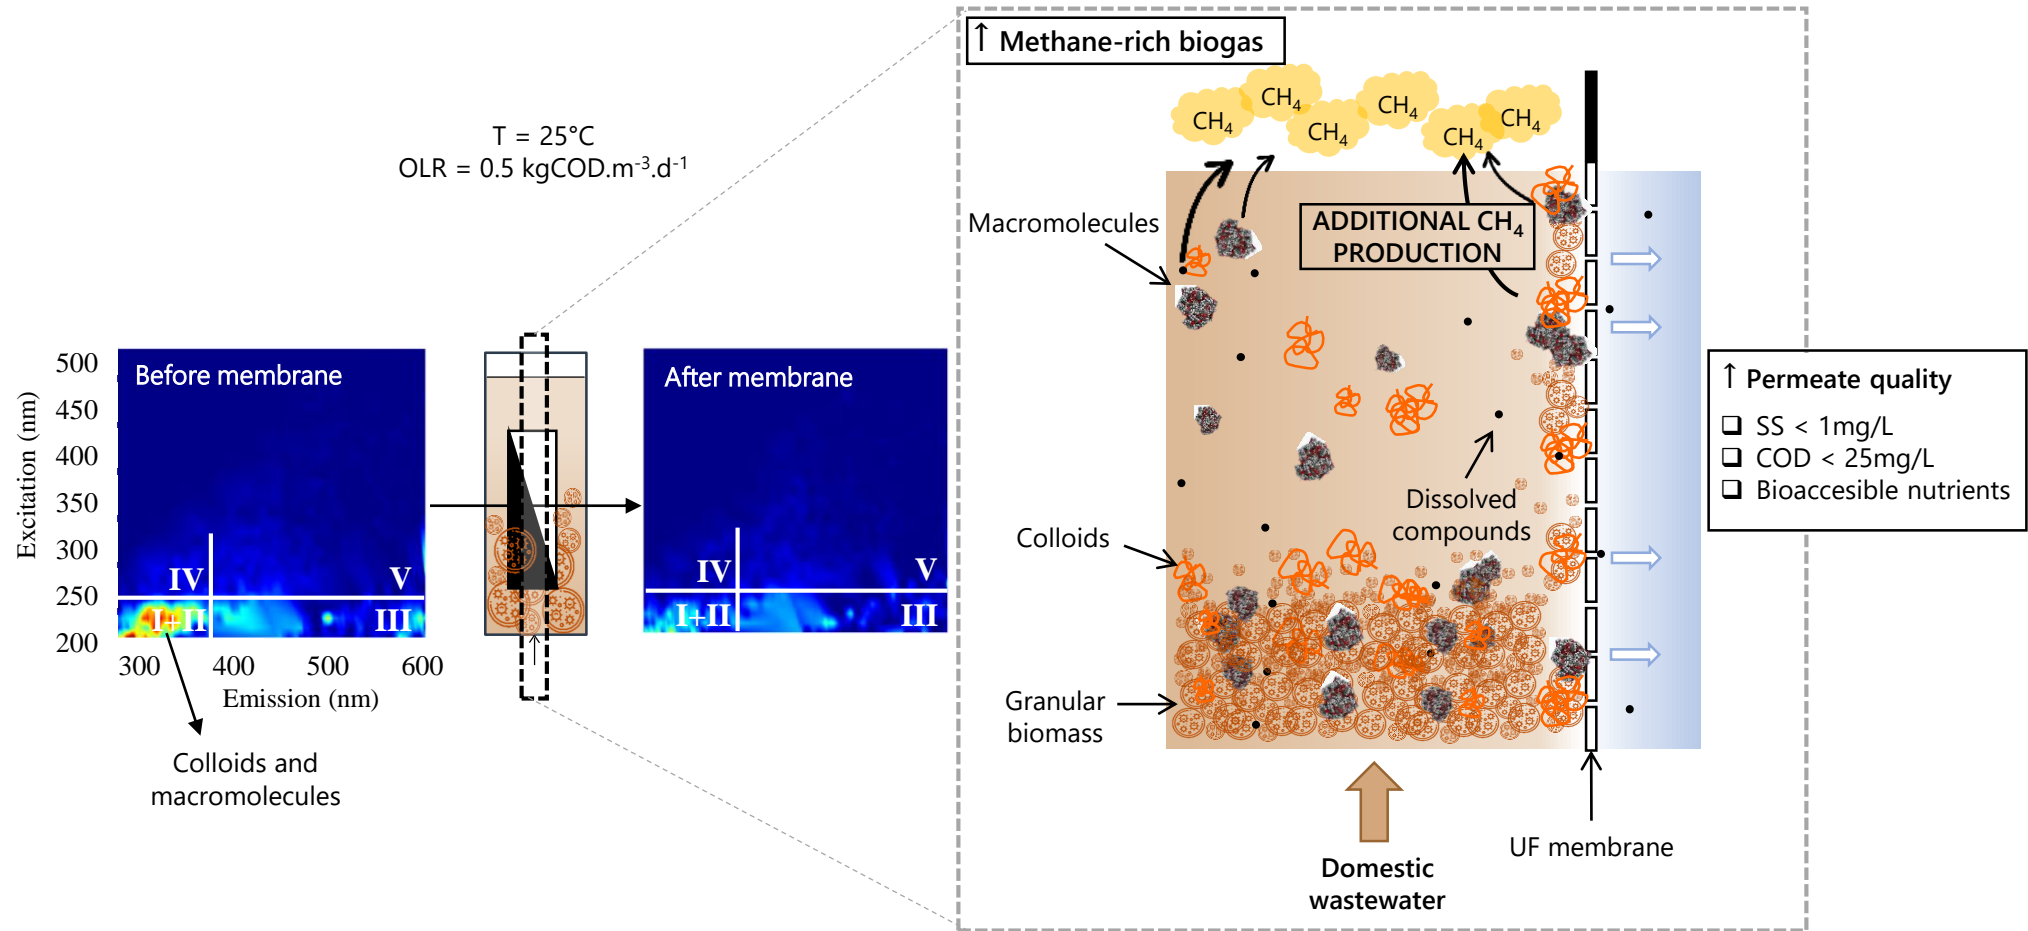 T = 25°C
OLR = 0.5 kgCOD.m⁻³.d⁻¹
Excitation (nm)
500
450
400
350
300
250
200
Before membrane
IV
V
I+II
III
300
400
500
600
Emission (nm)
Colloids and
macromolecules
After membrane
IV
V
I+II
III
↑ Methane-rich biogas
CH₄
CH₄
CH₄
CH₄
CH₄
CH₄
Macromolecules
ADDITIONAL CH₄
PRODUCTION
Dissolved
compounds
Colloids
Granular
biomass
Domestic
wastewater
UF membrane
↑ Permeate quality
❑ SS < 1mg/L
❑ COD < 25mg/L
❑ Bioaccesible nutrients